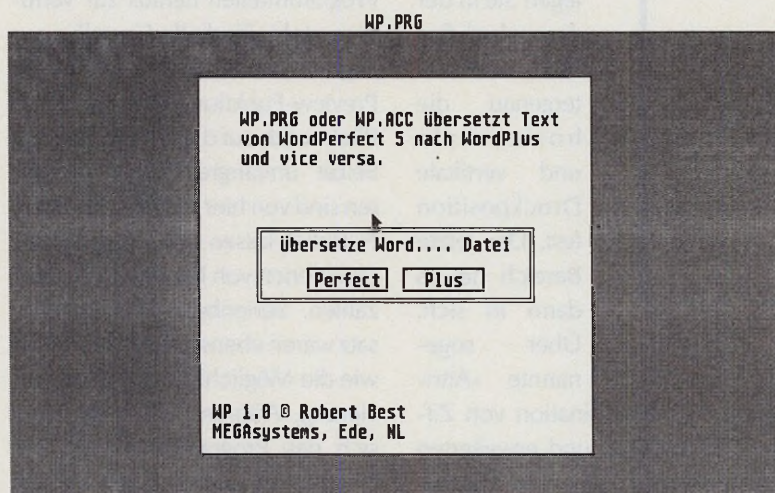 WP.PRG
WP.PRG oder WP.ACC übersetzt Text
von WordPerfect 5 nach WordPlus
und vice versa.
übersetze Word.... Datei
Perfect Plus
WP 1.0 © Robert Best
MEGAsystems, Ede, NL